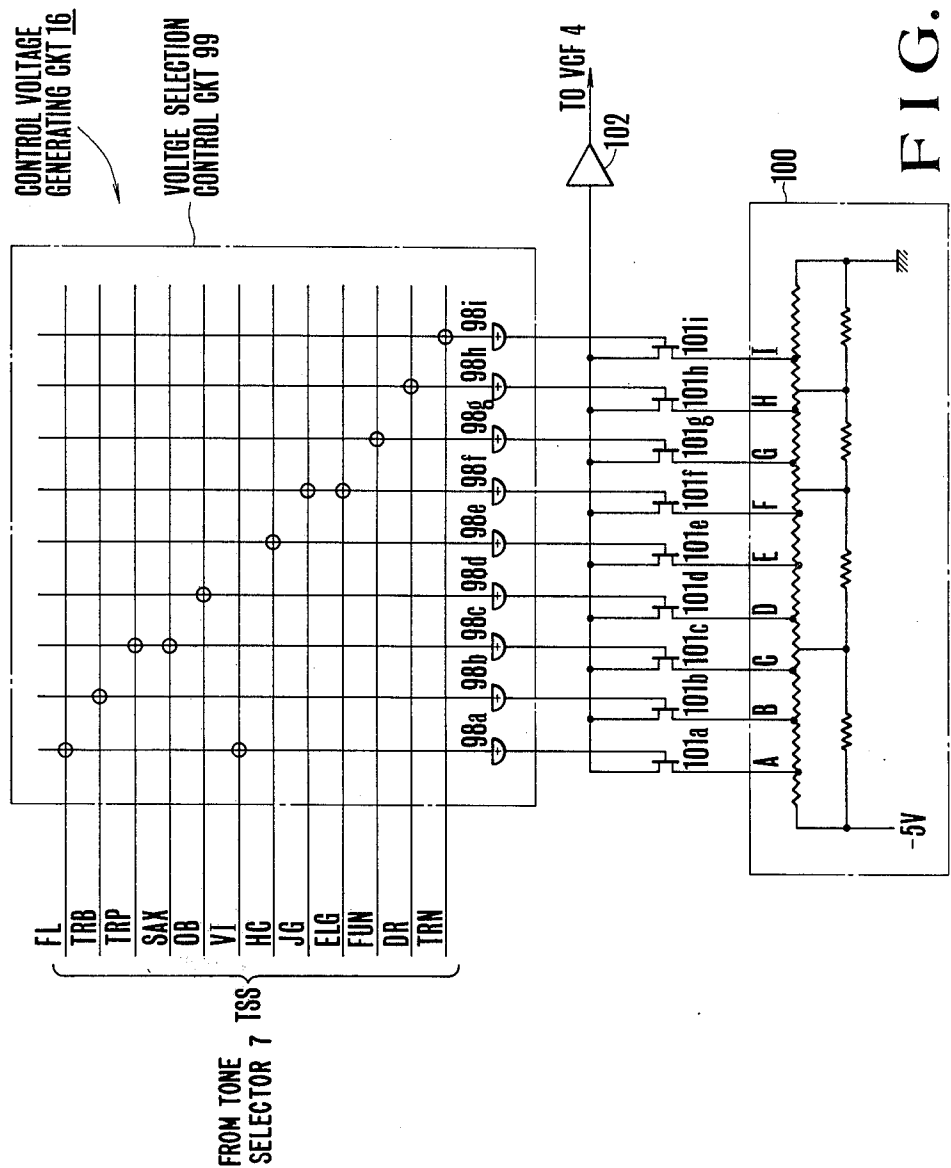 CONTROL VOLTAGE
GENERATING CKT 16
VOLTGE SELECTION
CONTROL CKT 99
FL
TRB
TRP
SAX
OB
VI
HC
JG
ELG
FUN
DR
TRN
FROM TONE
SELECTOR 7 TSS
98a 98b 98c 98d 98e 98f 98g 98h 98i
+ + + + + + + + +
TO VCF 4
102
101a 101b 101c 101d 101e 101f 101g 101h 101i
A B C D E F G H I
100
-5V
FIG.